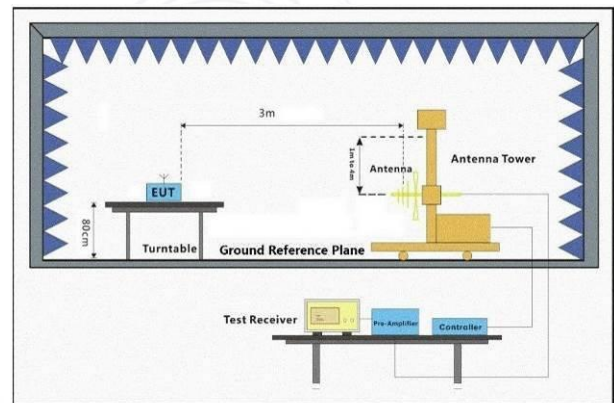 3m
1m to 4m
Antenna
Antenna Tower
EUT
80cm
Turntable
Ground Reference Plane
Test Receiver
Pre-Amplifier
Controller